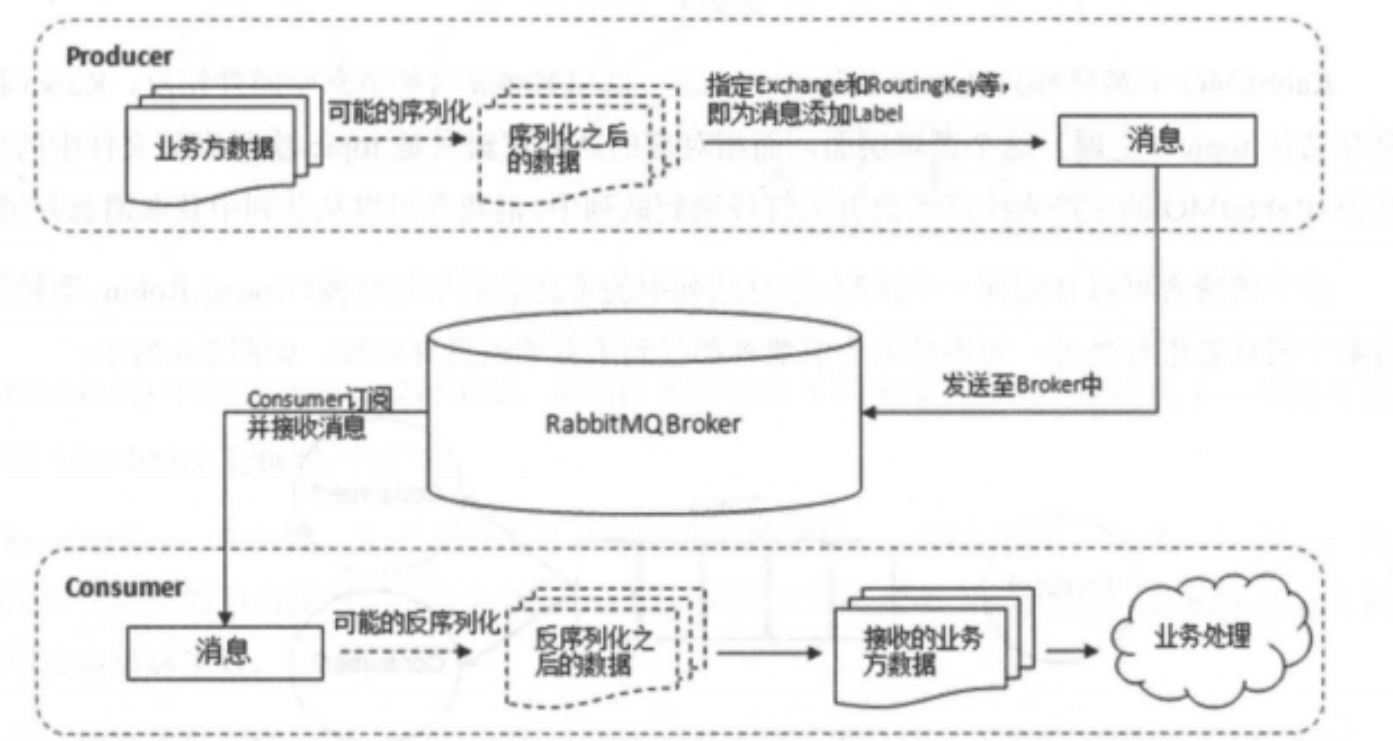 Producer
业务方数据
可能的序列化
序列化之后
的数据
指定Exchange和RoutingKey等，
即为消息添加Label
消息
发送至Broker中
RabbitMQ Broker
Consumer订阅
并接收消息
Consumer
消息
可能的反序列化
反序列化之
后的数据
接收的业务
方数据
业务处理